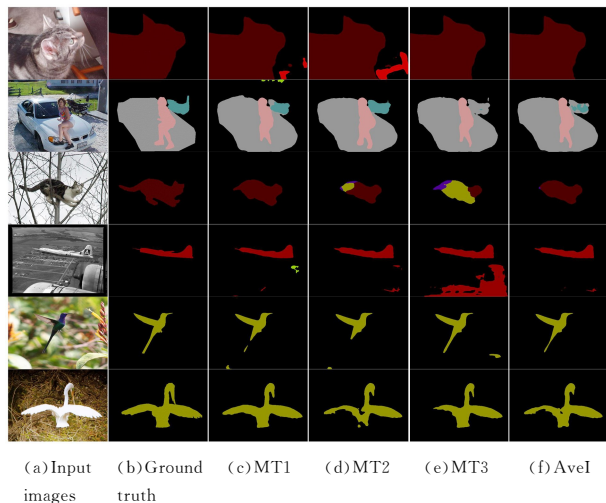 (a)Input images
(b)Ground truth
(c)MT1
(d)MT2
(e)MT3
(f)AveI